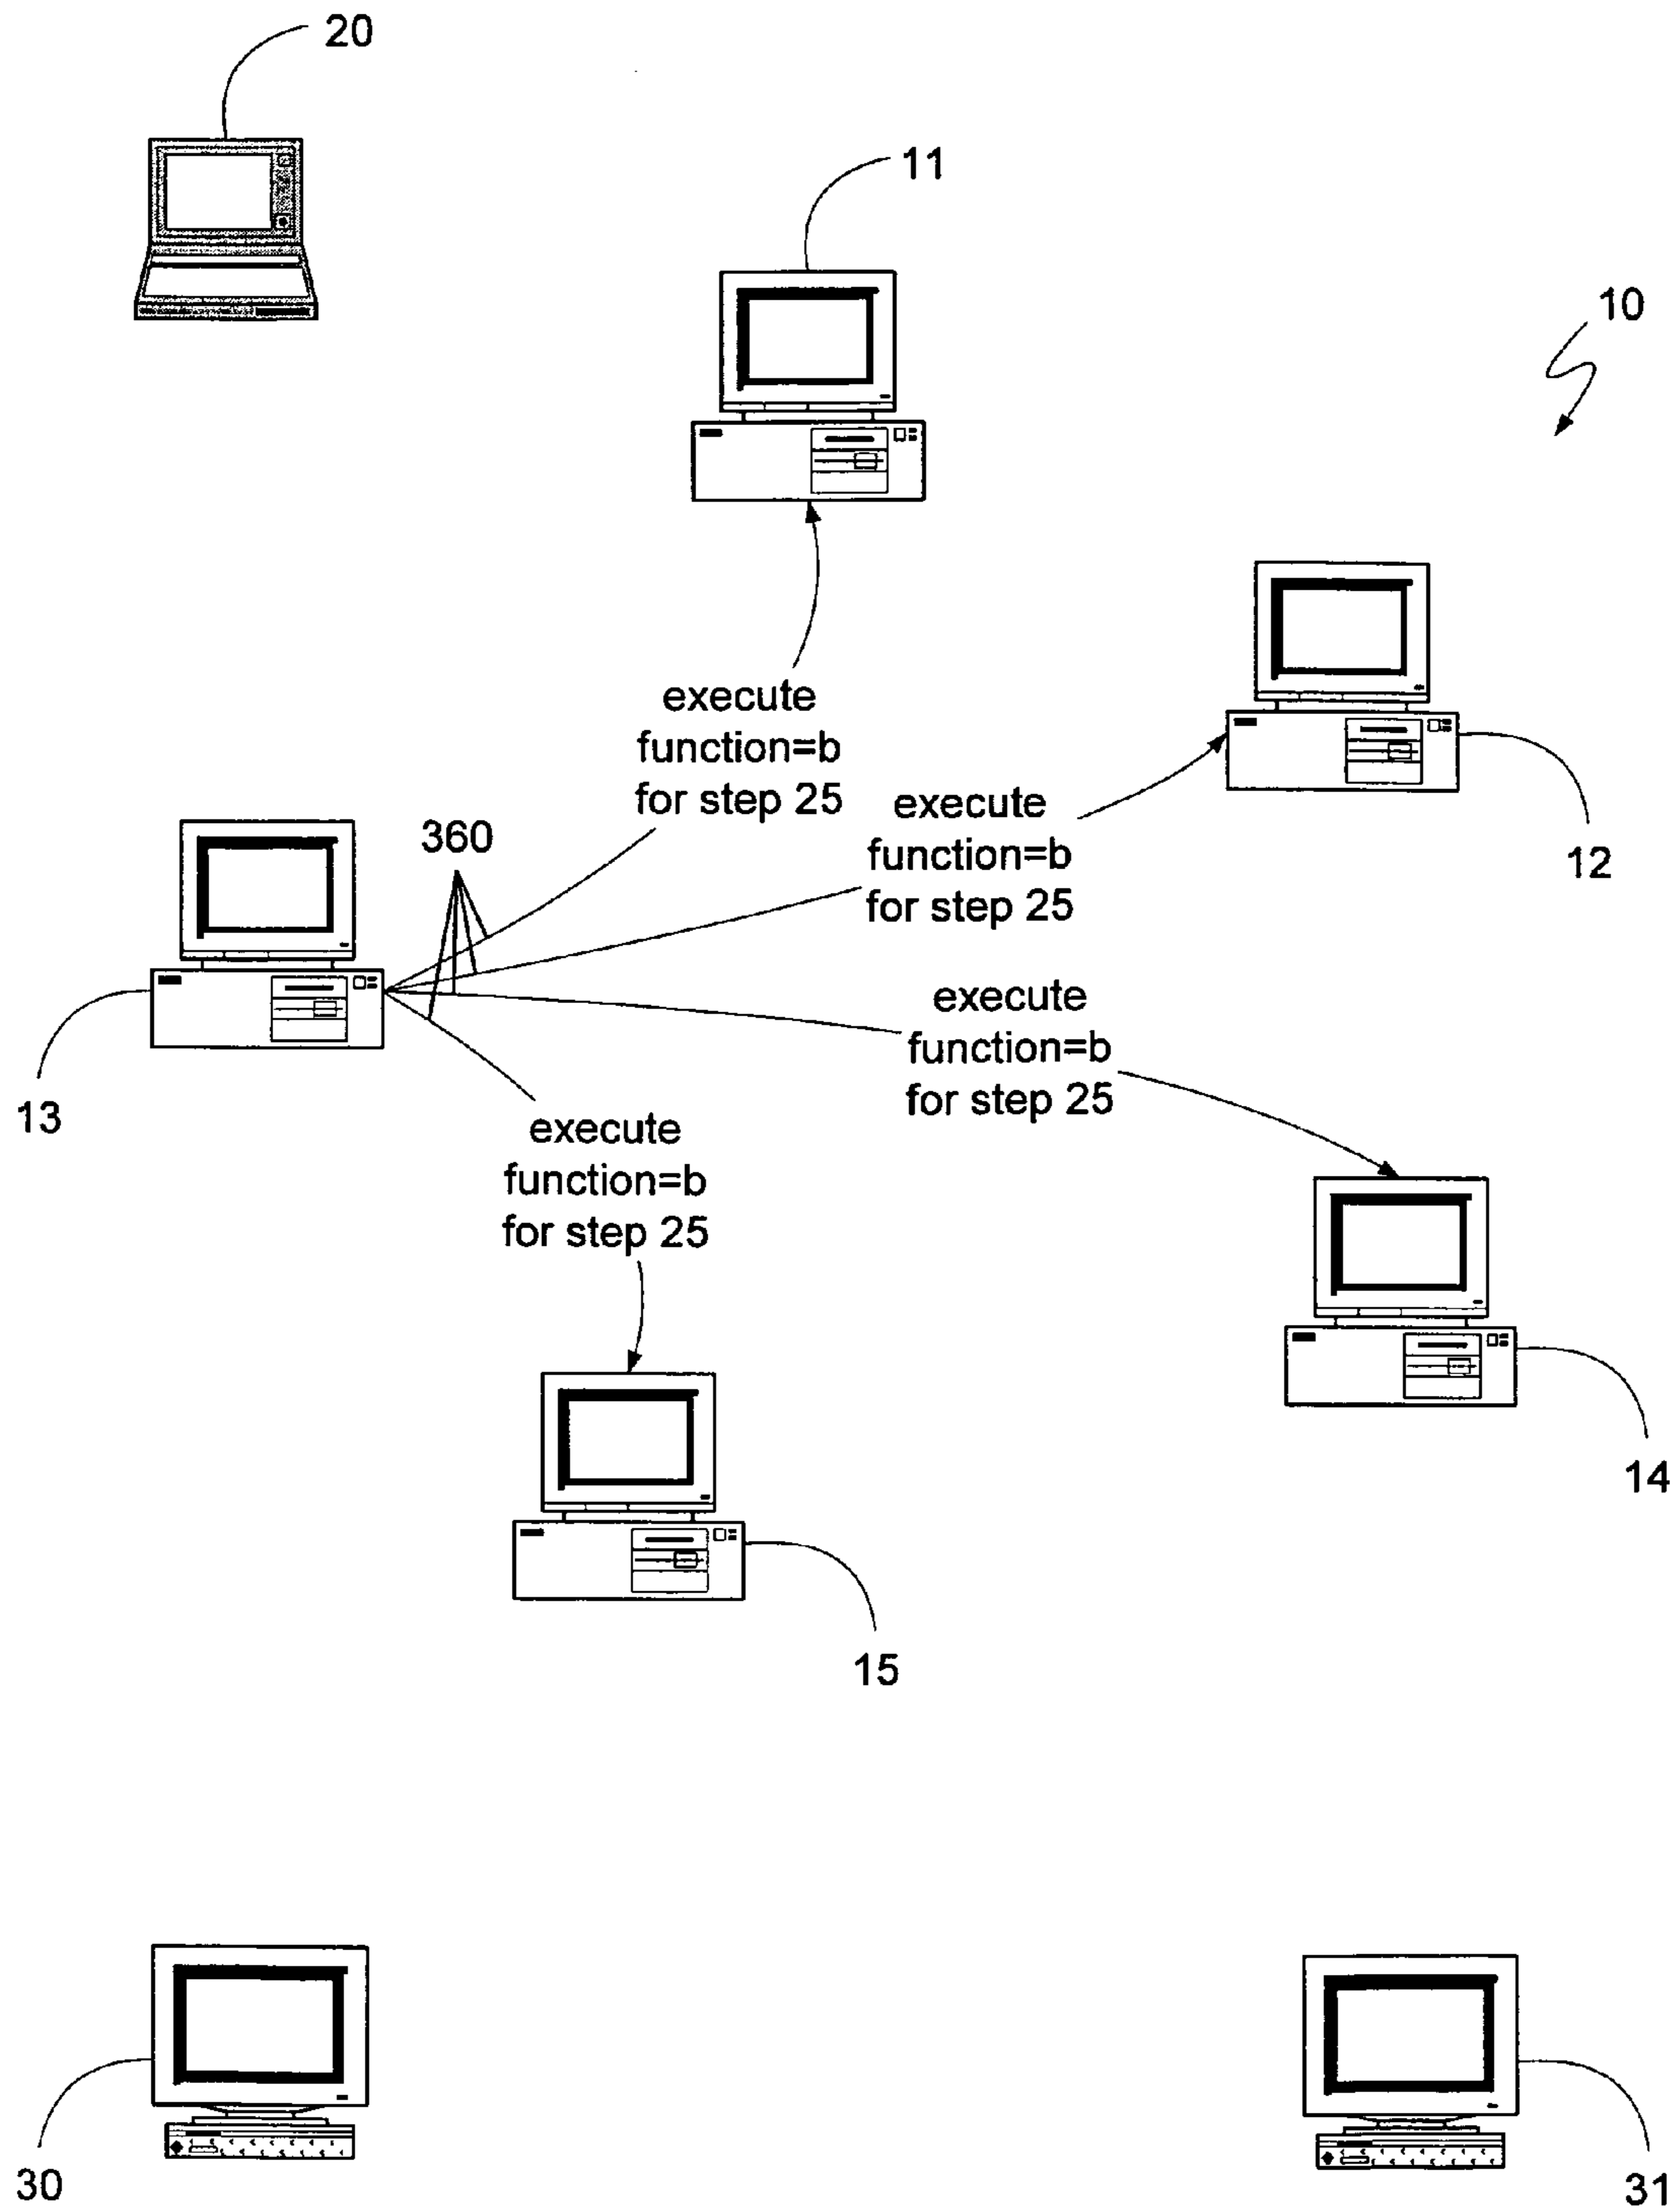 20
11
10
execute
function=b
for step 25
execute
function=b
for step 25
12
360
13
execute
function=b
for step 25
execute
function=b
for step 25
14
15
30
31